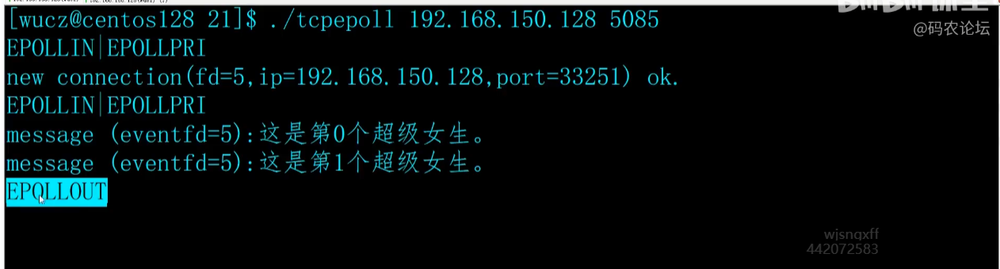 [wucz@centos128 21]$ ./tcpepoll 192.168.150.128 5085
@码农论坛
EPOLLIN|EPOLLPRI
new connection(fd=5,ip=192.168.150.128,port=33251) ok.
EPOLLIN|EPOLLPRI
message (eventfd=5):这是第0个超级女生。
message (eventfd=5):这是第1个超级女生。
EPOLLOUT
wjsnqxff
442072583